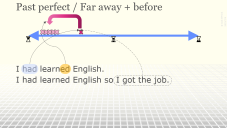 Past perfect / Far away + before
I had learned English.
I had learned English so I got the job.